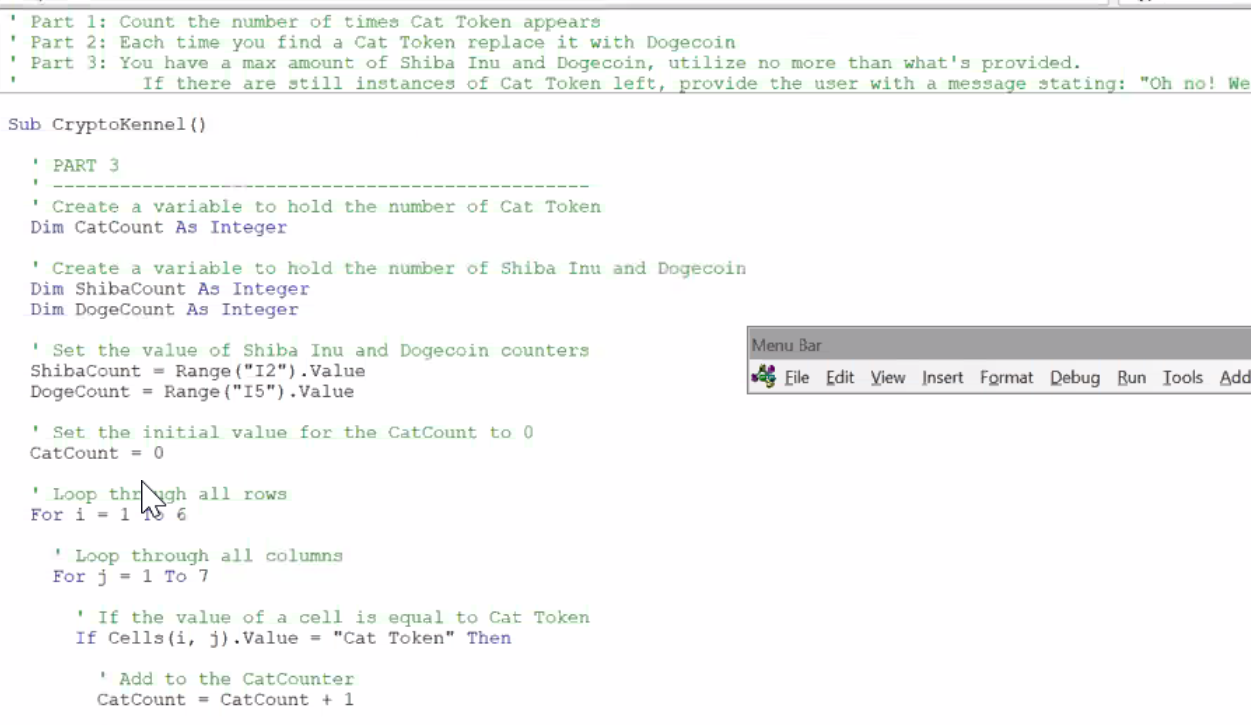 ' Part 1: Count the number of times Cat Token appears
' Part 2: Each time you find a Cat Token replace it with Dogecoin
' Part 3: You have a max amount of Shiba Inu and Dogecoin, utilize no more than what's provided.
'           If there are still instances of Cat Token left, provide the user with a message stating: "Oh no! We
Sub CryptoKennel()
' PART 3
' ------------------------------------------------
' Create a variable to hold the number of Cat Token
Dim CatCount As Integer
' Create a variable to hold the number of Shiba Inu and Dogecoin
Dim ShibaCount As Integer
Dim DogeCount As Integer
' Set the value of Shiba Inu and Dogecoin counters
ShibaCount = Range("I2").Value
DogeCount = Range("I5").Value
Menu Bar
File Edit View Insert Format Debug Run Tools Add
' Set the initial value for the CatCount to 0
CatCount = 0
' Loop through all rows
For i = 1 To 6
' Loop through all columns
For j = 1 To 7
' If the value of a cell is equal to Cat Token
If Cells(i, j).Value = "Cat Token" Then
' Add to the CatCounter
CatCount = CatCount + 1